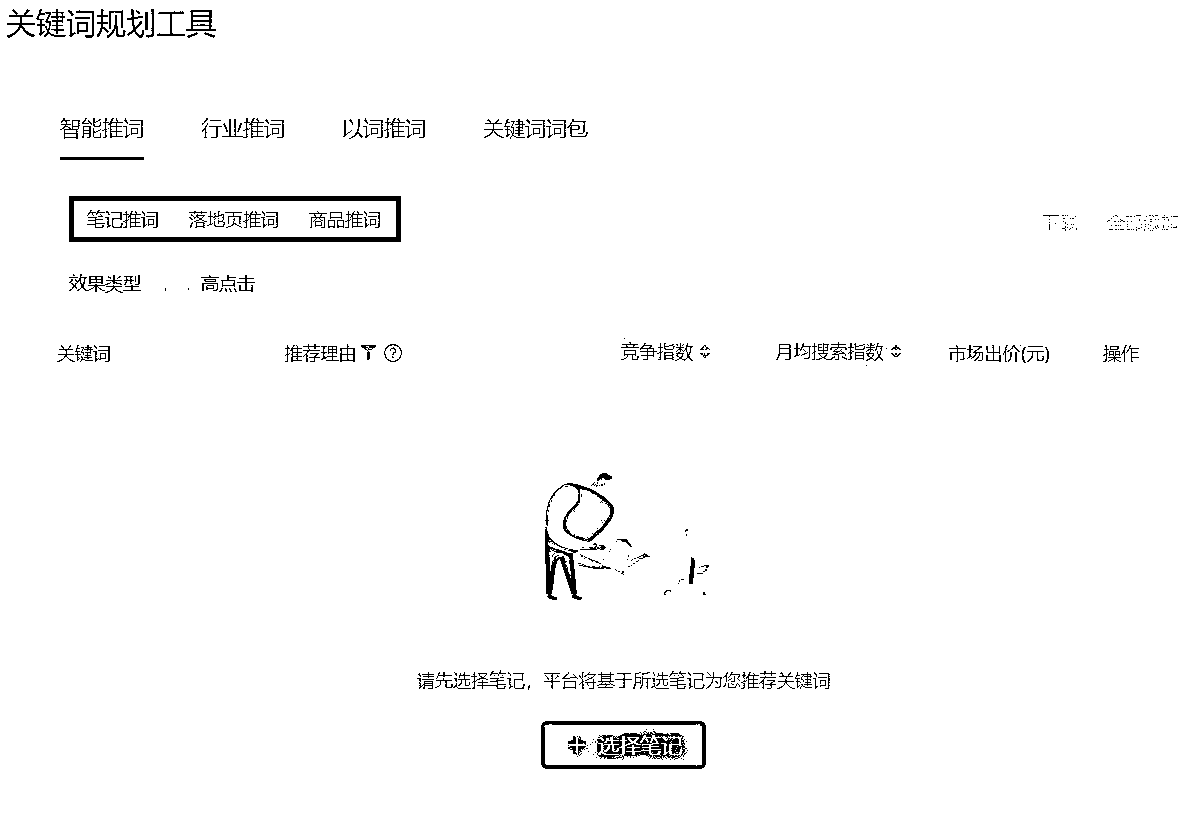 关键词规划工具
智能推词 行业推词 以词推词 关键词词包
笔记推词 落地页推词 商品推词 下载
效果类型 高点击
关键词 推荐理由 竞争指数 月均搜索指数 市场出价(元) 操作
请先选择笔记，平台将基于所选笔记为您推荐关键词
+ 选择笔记